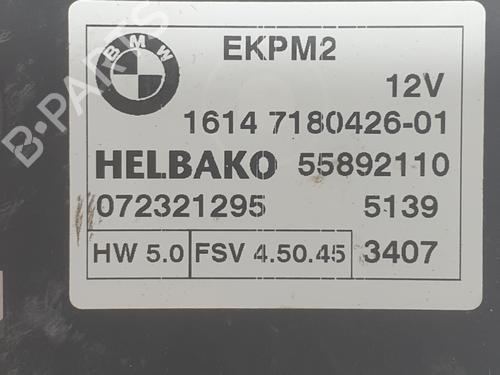 BMW
EKPM2
12V
1614 7180426-01
HELBAKO 55892110
072321295 5139
HW 5.0 FSV 4.50.45 3407
B-PARTS